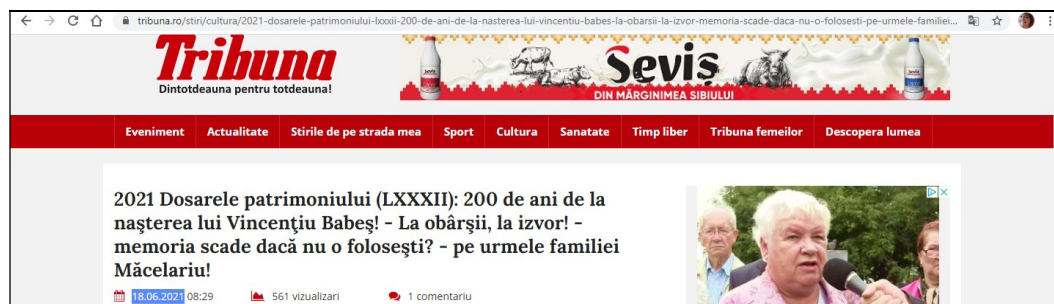 tribuna.ro/stiri/cultura/2021-dosarele-patrimoniului-lxxxii-200-de-ani-de-la-nasterea-lui-vincentiu-babes-la-obarsii-la-izvor-memoria-scade-daca-nu-o-folosesti-pe-urmele-familiei...
Tribuna
Dintotdeauna pentru totdeauna!
Seviș
DIN MĂRGINIMEA SIBIULUI
Eveniment Actualitate Stirile de pe strada mea Sport Cultura Sanatate Timp liber Tribuna femeilor Descopera lumea
2021 Dosarele patrimoniului (LXXXII): 200 de ani de la
naşterea lui Vincenţiu Babeş! - La obârşii, la izvor! -
memoria scade dacă nu o foloseşti? - pe urmele familiei
Măcelariu!
18.06.2021 08:29 561 vizualizari 1 comentariu